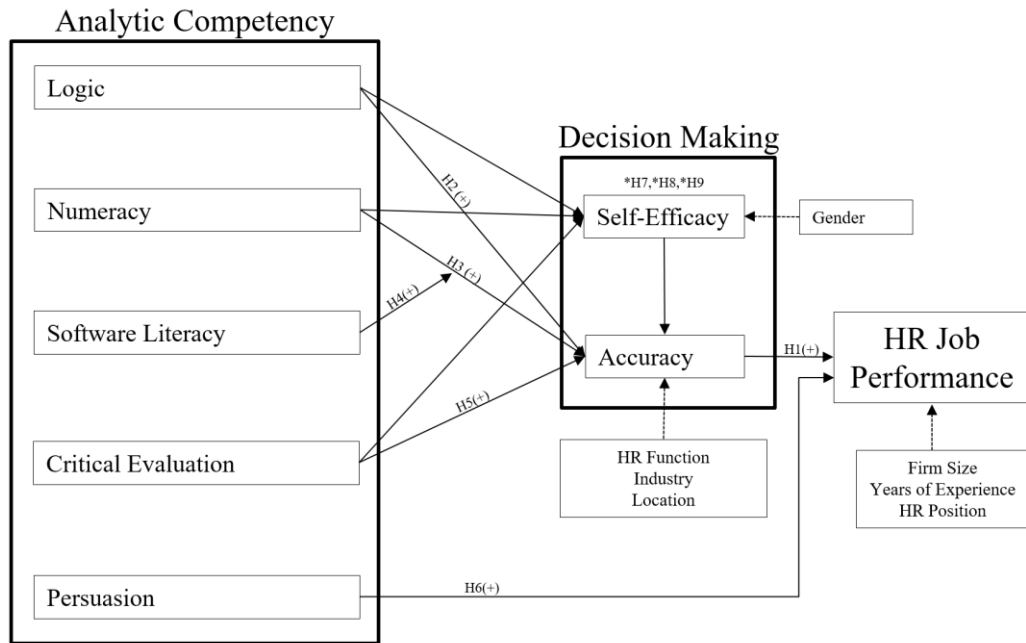 Analytic Competency
Logic
Numeracy
Software Literacy
Critical Evaluation
Persuasion
H2 (+)
H3 (+)
H4(+)
H5(+)
H6(+)
Decision Making
*H7,*H8,*H9
Self-Efficacy
Accuracy
Gender
HR Function
Industry
Location
H1(+)
HR Job
Performance
Firm Size
Years of Experience
HR Position